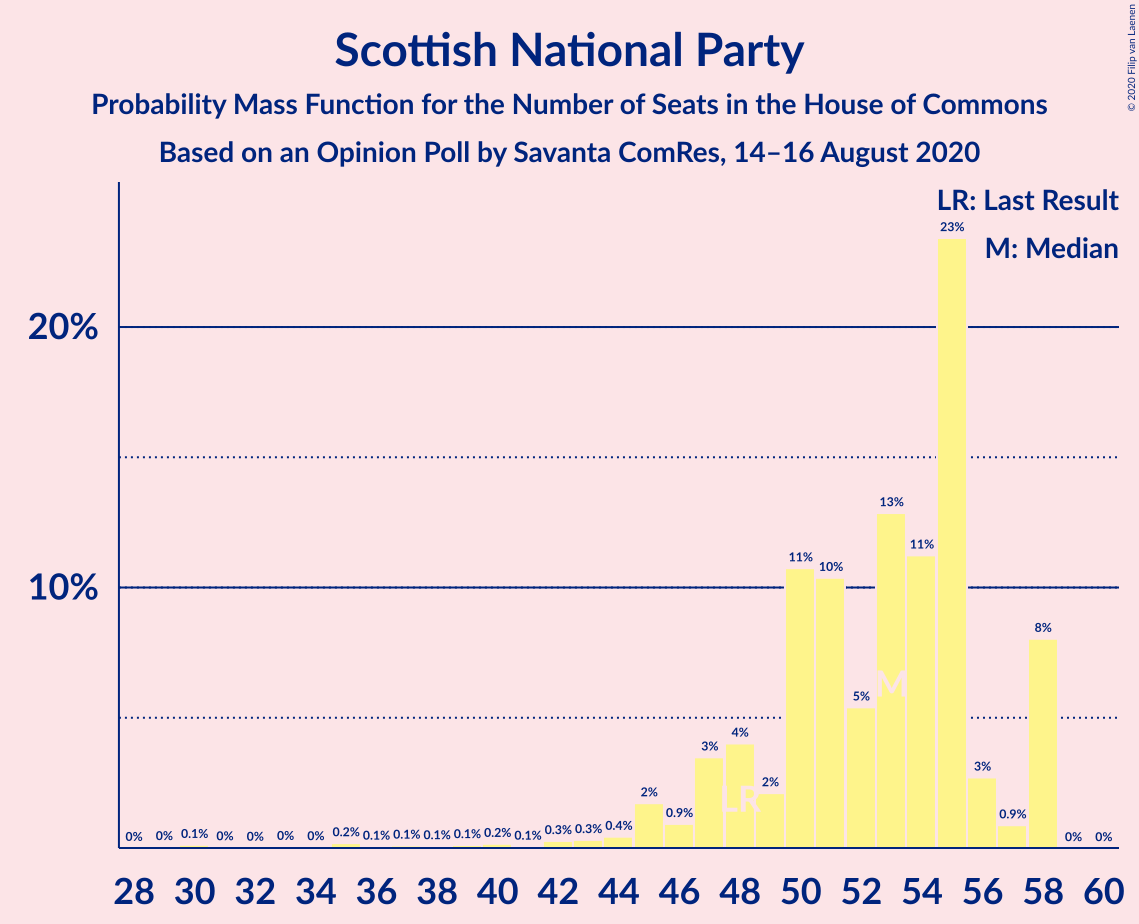 Scottish National Party
Probability Mass Function for the Number of Seats in the House of Commons
Based on an Opinion Poll by Savanta ComRes, 14–16 August 2020
© 2020 Filip van Laenen
LR: Last Result
M: Median
20%
10%
0% 0% 0.1% 0% 0% 0% 0% 0.2% 0.1% 0.1% 0.1% 0.1% 0.2% 0.1% 0.3% 0.3% 0.4% 2% 0.9% 3% 4% 2% 11% 10% 5% 13% 11% 23% 3% 0.9% 8% 0% 0%
LR
M
28 30 32 34 36 38 40 42 44 46 48 50 52 54 56 58 60